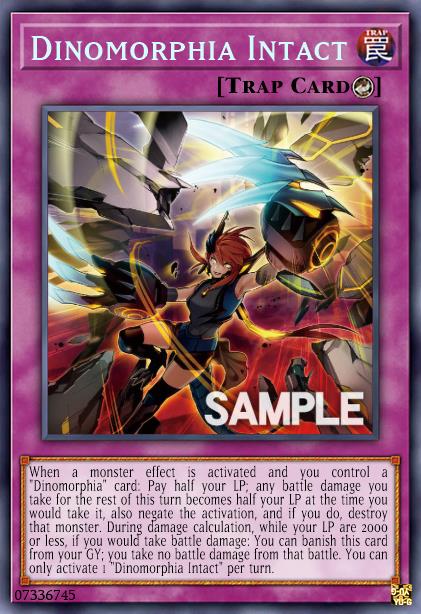 DINOMORPHIA INTACT
TRAP
罠
[TRAP CARD]
SAMPLE
When a monster effect is activated and you control a
"Dinomorphia" card: Pay half your LP; any battle damage you
take for the rest of this turn becomes half your LP at the time you
would take it, also negate the activation, and if you do, destroy
that monster. During damage calculation, while your LP are 2000
or less, if you would take battle damage: You can banish this card
from your GY; you take no battle damage from that battle. You can
only activate 1 "Dinomorphia Intact" per turn.
07336745